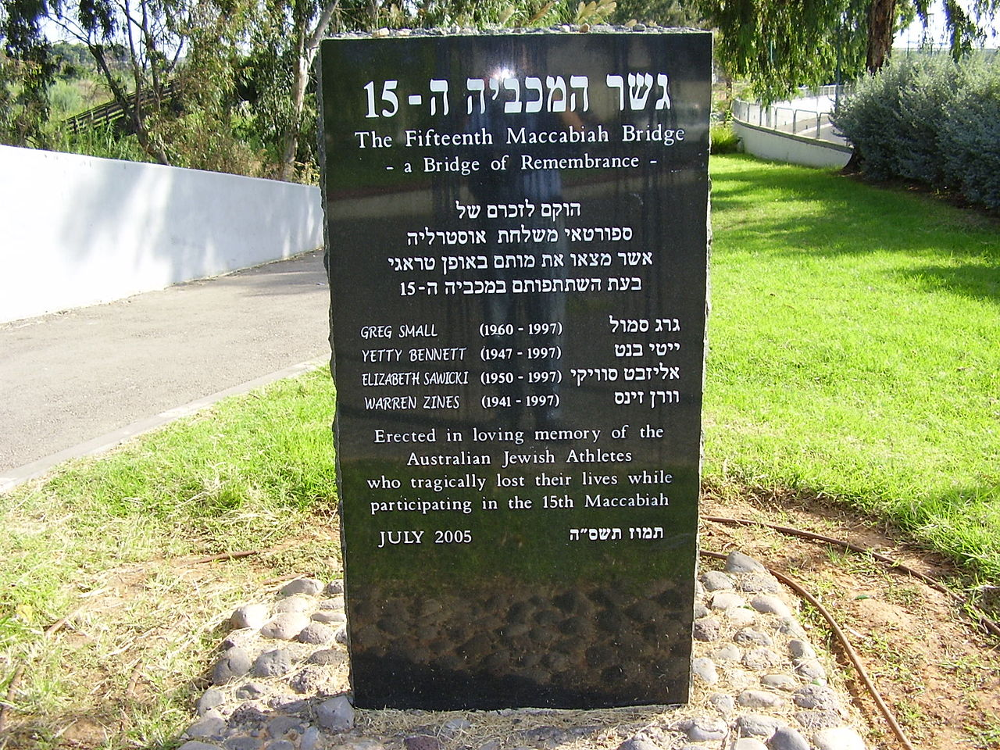 גשר המכביה ה-15
The Fifteenth Maccabiah Bridge
- a Bridge of Remembrance -
הוקם לזכרם של
ספורטאי משלחת אוסטרליה
אשר מצאו את מותם באופן טראגי
בעת השתתפותם במכביה ה-15
GREG SMALL (1960 - 1997) גרג סמול
YETTY BENNETT (1947 - 1997) ייטי בנט
ELIZABETH SAWICKI (1950 - 1997) אליזבט סוויקי
WARREN ZINES (1941 - 1997) וורן זינס
Erected in loving memory of the
Australian Jewish Athletes
who tragically lost their lives while
participating in the 15th Maccabiah
JULY 2005 תמוז תשס״ה